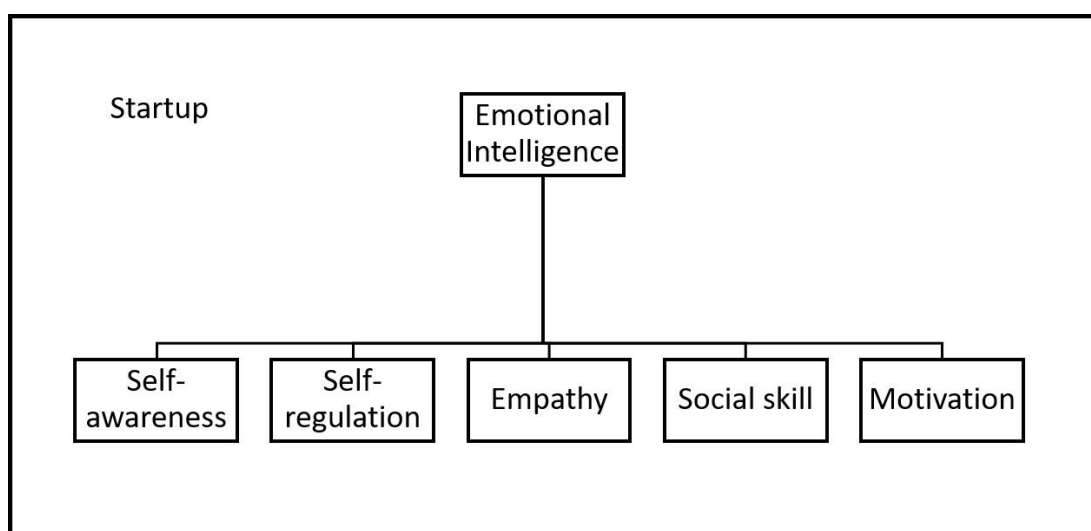 Startup
Emotional
Intelligence
Self-
awareness
Self-
regulation
Empathy
Social skill
Motivation